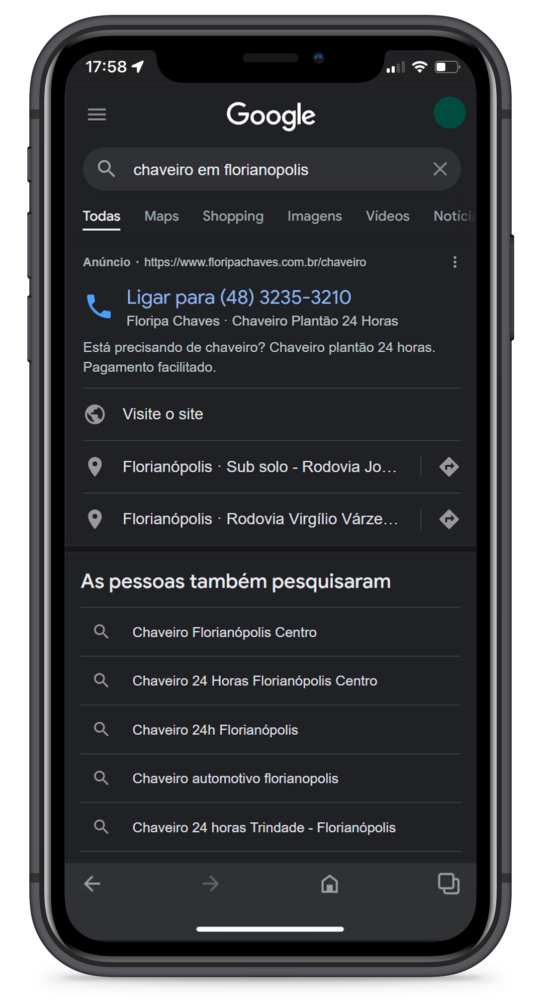 17:58
Google
chaveiro em florianopolis
Todas Maps Shopping Imagens Vídeos Notícia
Anúncio · https://www.floripachaves.com.br/chaveiro
Ligar para (48) 3235-3210
Floripa Chaves · Chaveiro Plantão 24 Horas
Está precisando de chaveiro? Chaveiro plantão 24 horas.
Pagamento facilitado.
Visite o site
Florianópolis · Sub solo - Rodovia Jo...
Florianópolis · Rodovia Virgílio Várze...
As pessoas também pesquisaram
Chaveiro Florianópolis Centro
Chaveiro 24 Horas Florianópolis Centro
Chaveiro 24h Florianópolis
Chaveiro automotivo florianopolis
Chaveiro 24 horas Trindade - Florianópolis